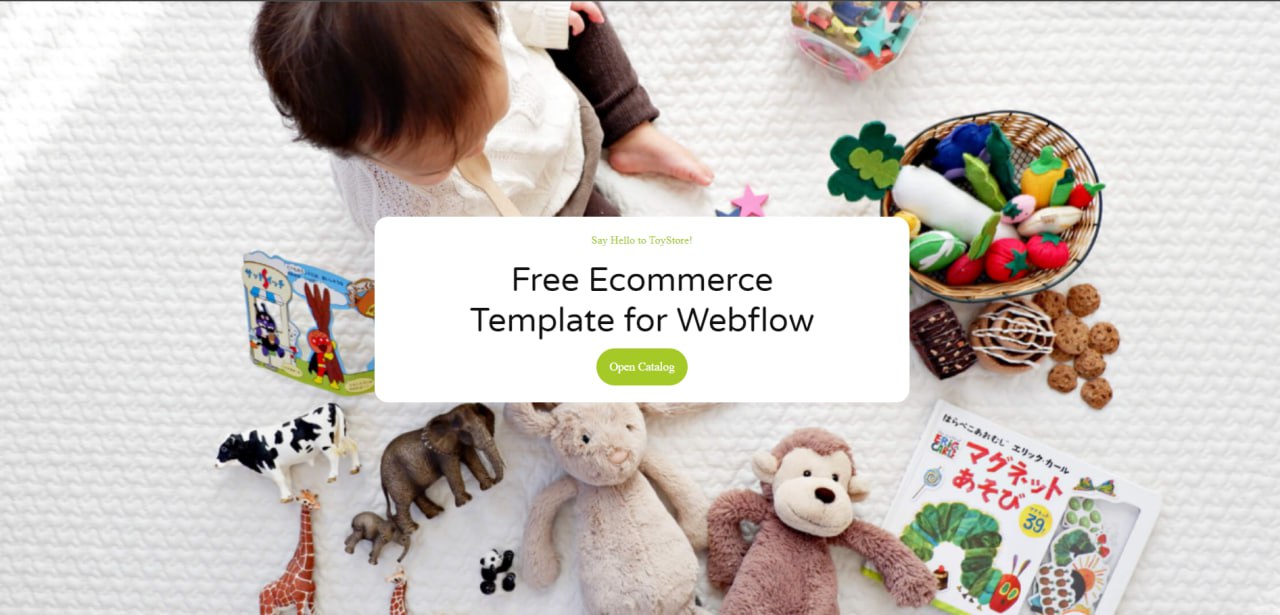 Say Hello to ToyStore!
Free Ecommerce
Template for Webflow
Open Catalog
はらぺこあおむし エリック・カール
ERIC
CARLE
マグネット
あそび
39